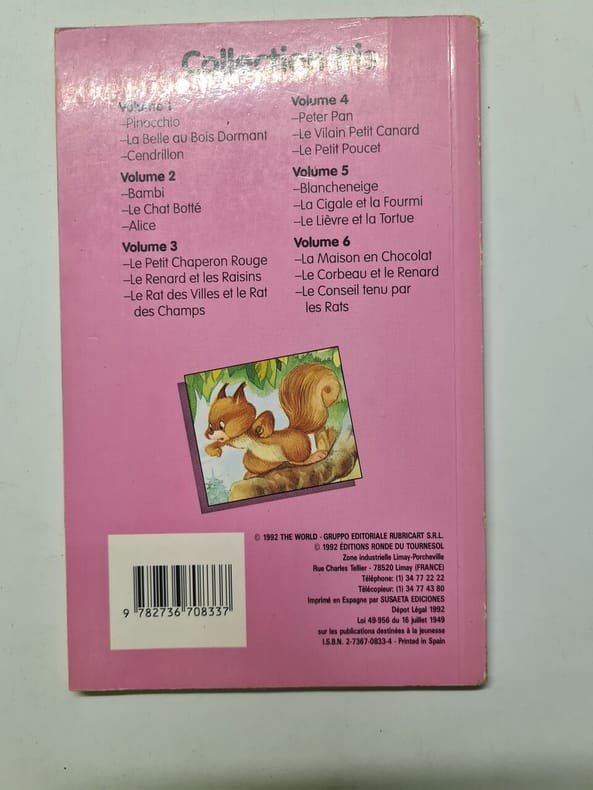 Collection Iris
Volume 1
–Pinocchio
–La Belle au Bois Dormant
–Cendrillon
Volume 2
–Bambi
–Le Chat Botté
–Alice
Volume 3
–Le Petit Chaperon Rouge
–Le Renard et les Raisins
–Le Rat des Villes et le Rat
des Champs
Volume 4
–Peter Pan
–Le Vilain Petit Canard
–Le Petit Poucet
Volume 5
–Blancheneige
–La Cigale et la Fourmi
–Le Lièvre et la Tortue
Volume 6
–La Maison en Chocolat
–Le Corbeau et le Renard
–Le Conseil tenu par
les Rats
© 1992 THE WORLD - GRUPPO EDITORIALE RUBRICART S.R.L.
© 1992 ÉDITIONS RONDE DU TOURNESOL
Zone industrielle Limay-Porcheville
Rue Charles Tellier - 78520 Limay (FRANCE)
Téléphone: (1) 34 77 22 22
Télécopieur: (1) 34 77 43 80
Imprimé en Espagne par SUSAETA EDICIONES
Dépot Légal 1992
Loi 49-956 du 16 juillet 1949
sur les publications destinées à la jeunesse
I.S.B.N. 2-7367-0833-4 - Printed in Spain
9 782736 708337